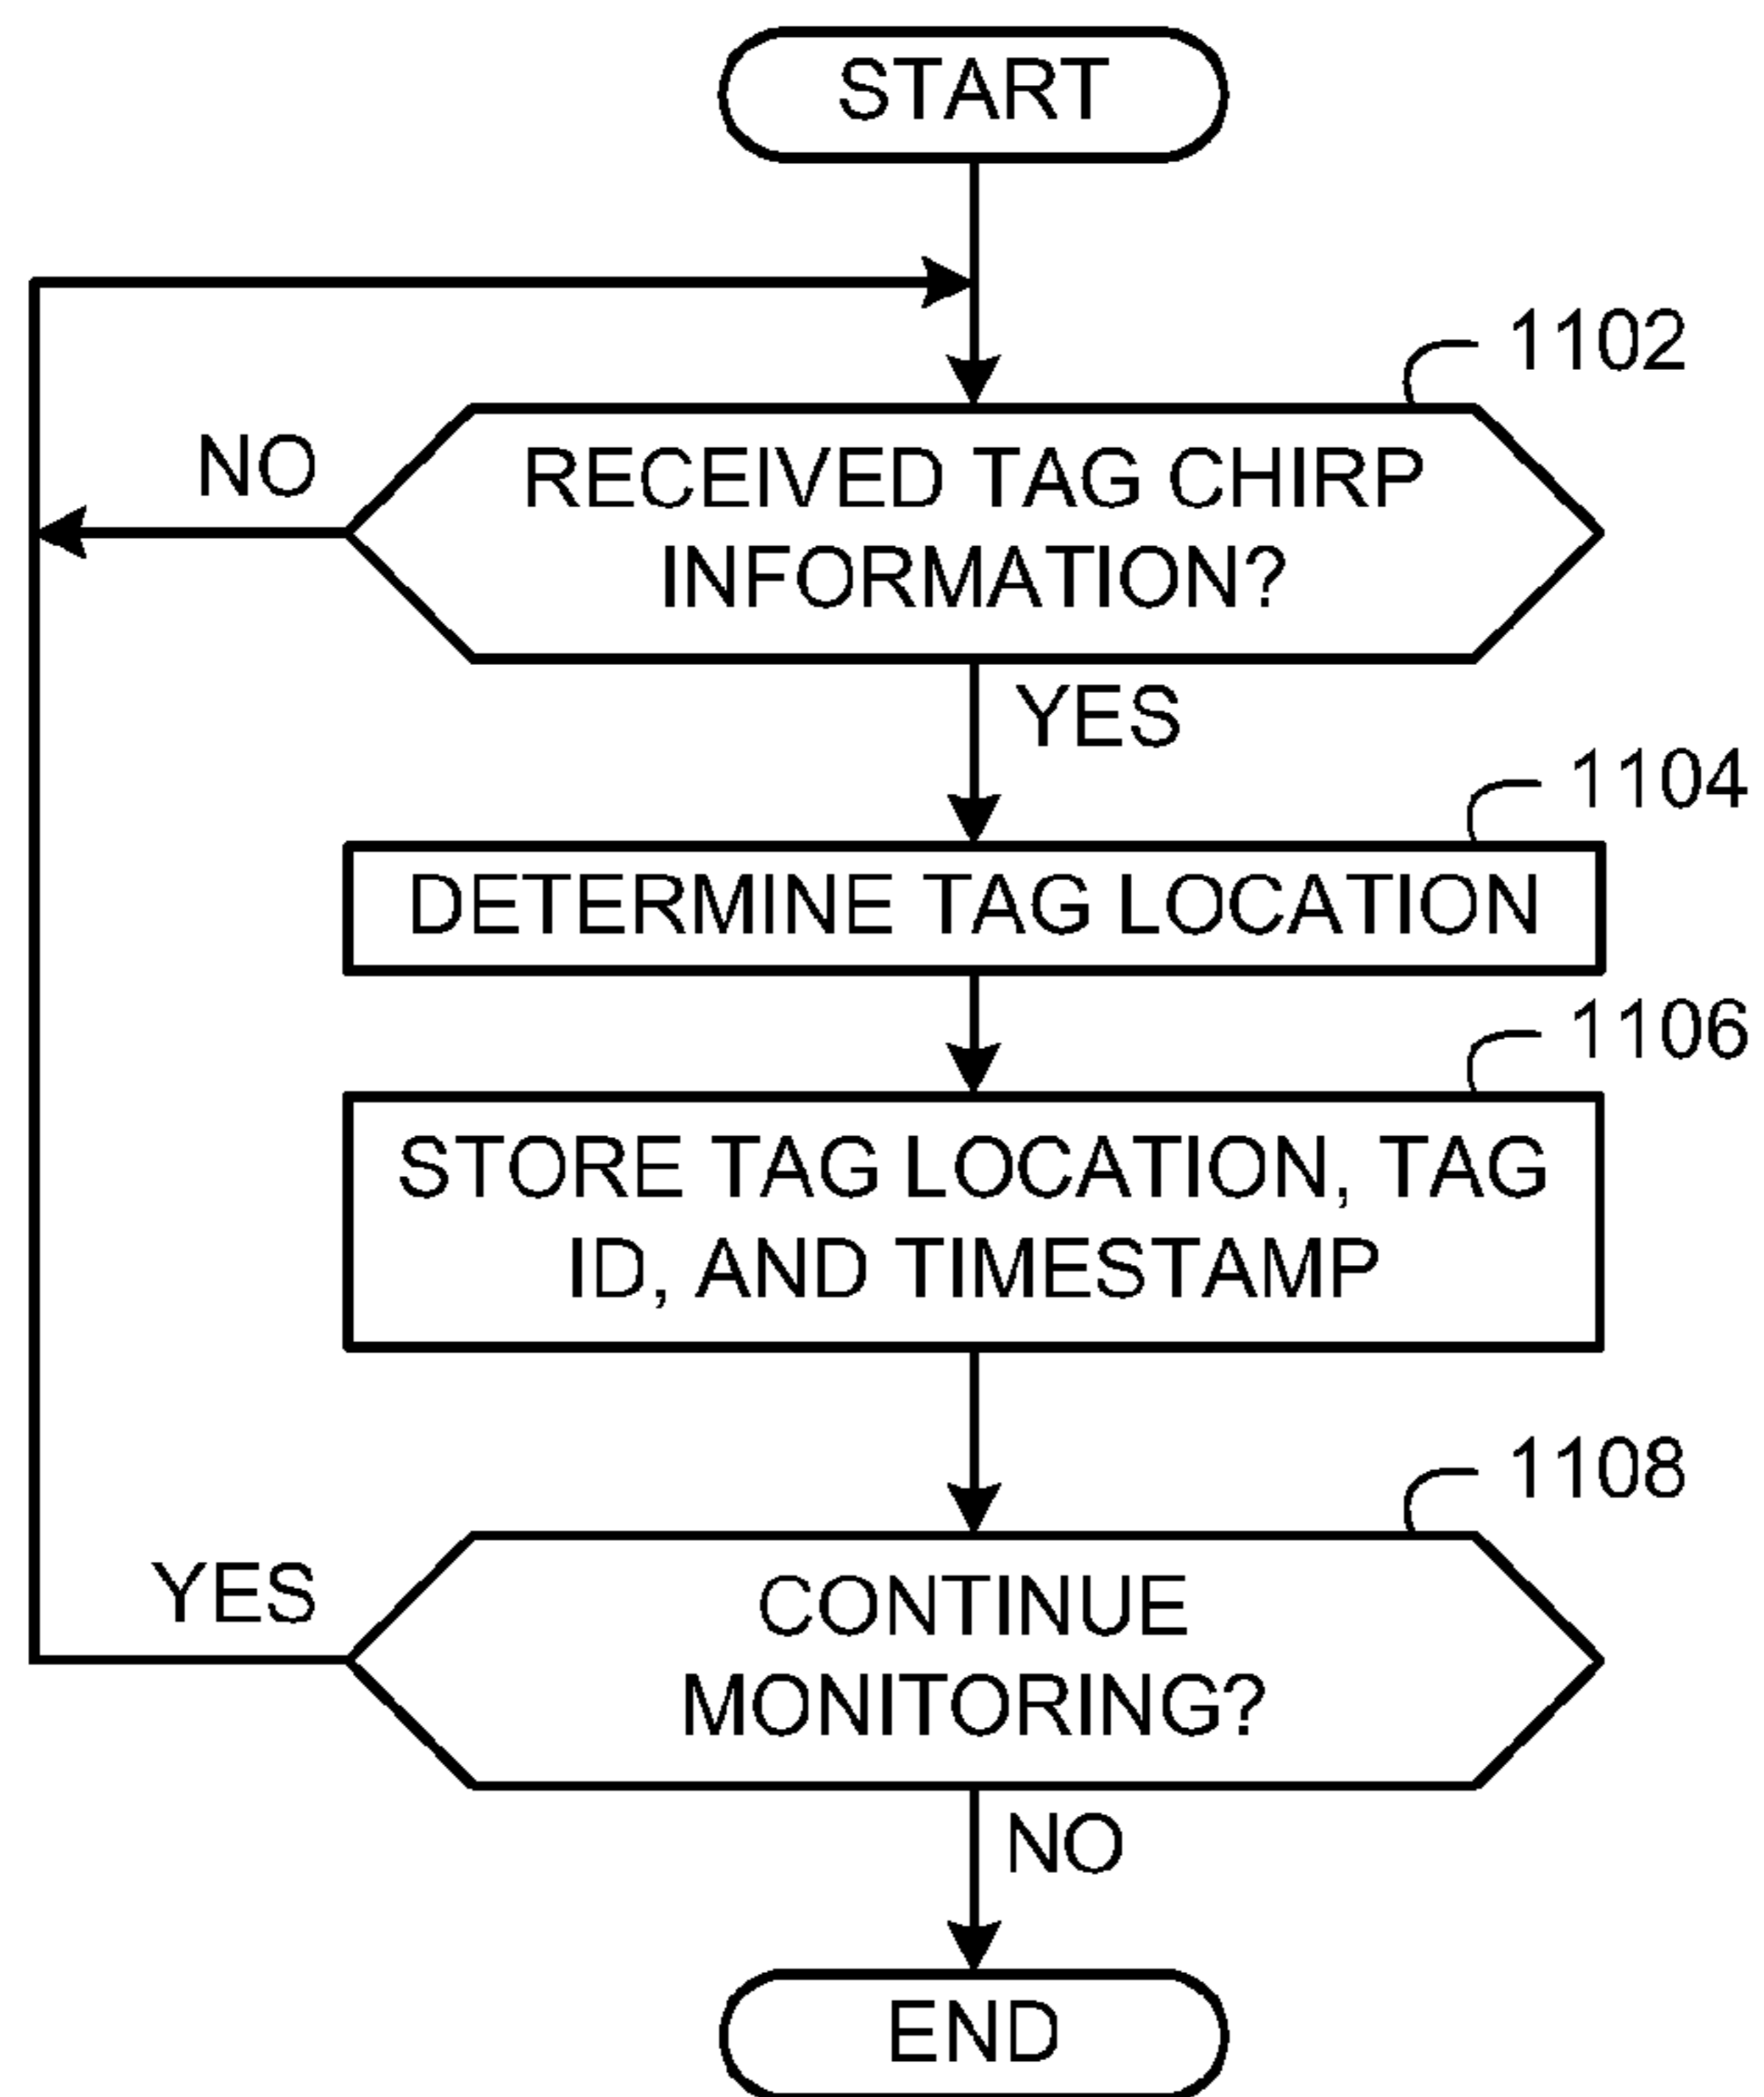 START
1102
NO
RECEIVED TAG CHIRP
INFORMATION?
YES
1104
DETERMINE TAG LOCATION
1106
STORE TAG LOCATION, TAG
ID, AND TIMESTAMP
1108
YES
CONTINUE
MONITORING?
NO
END